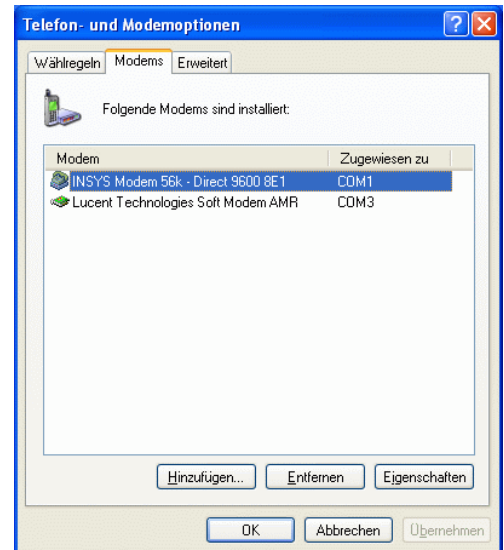 Telefon- und Modemoptionen
Wählregeln Modems Erweitert
Folgende Modems sind installiert:
Modem Zugewiesen zu
INSYS Modem 56k - Direct 9600 8E1 COM1
Lucent Technologies Soft Modem AMR COM3
Hinzufügen... Entfernen Eigenschaften
OK Abbrechen Übernehmen